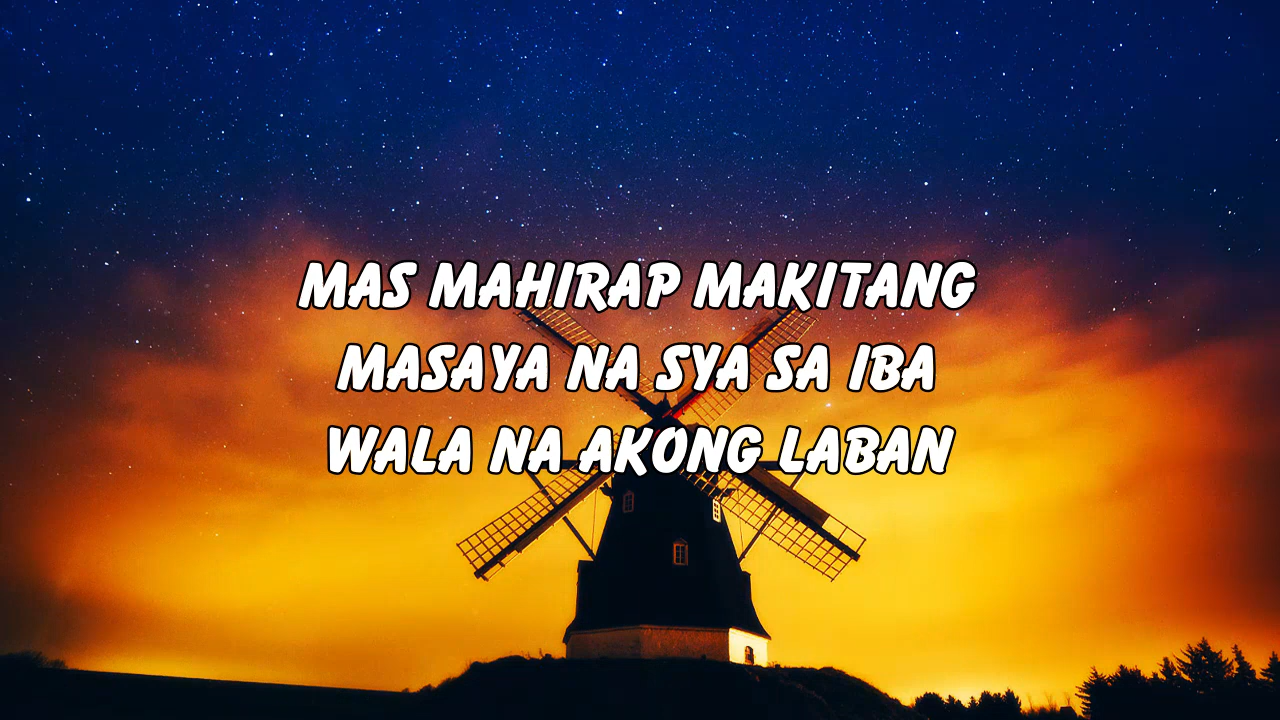 MAS MAHIRAP MAKITANG
MASAYA NA SYA SA IBA
WALA NA AKONG LABAN